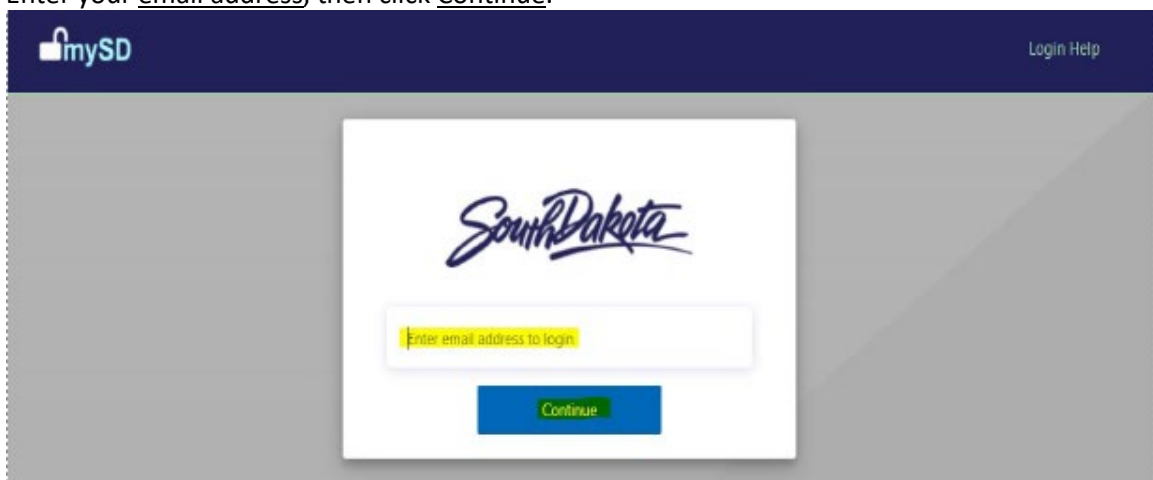 Enter your email address, then click Continue.
mySD
Login Help
SouthDakota
Enter email address to login.
Continue